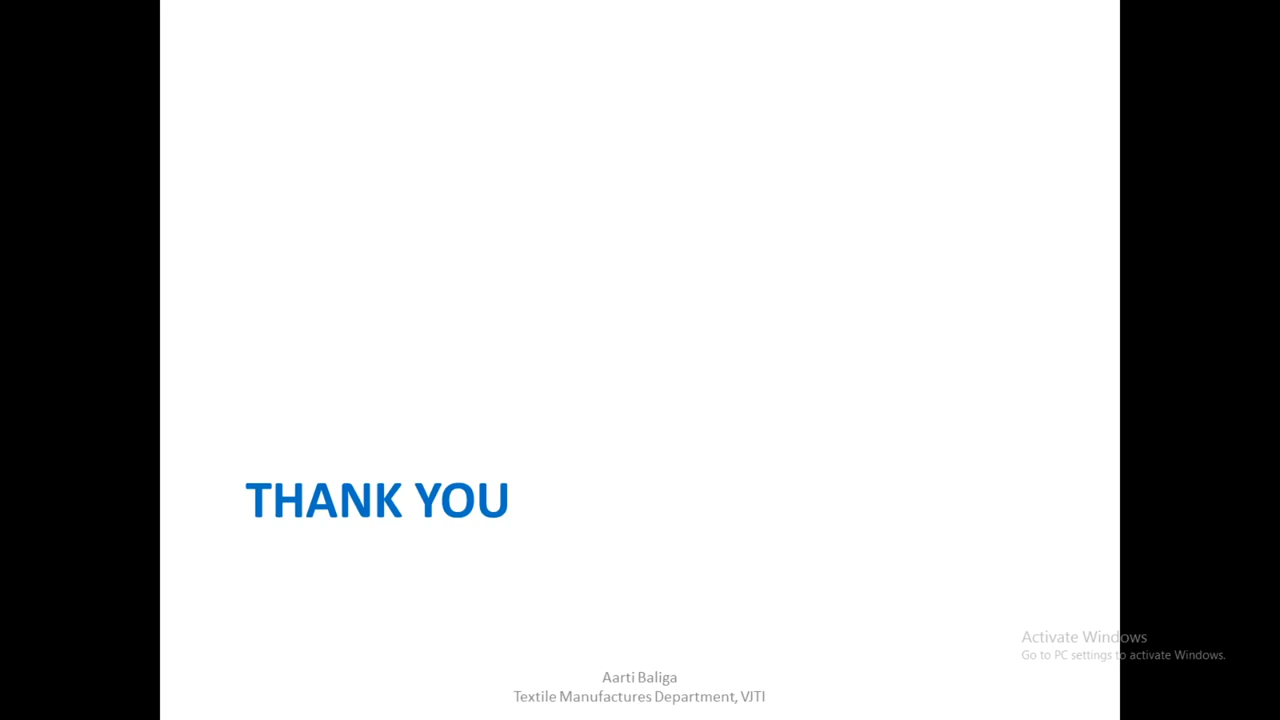 THANK YOU
Activate Windows
Go to PC settings to activate Windows.
Aarti Baliga
Textile Manufactures Department, VJTI